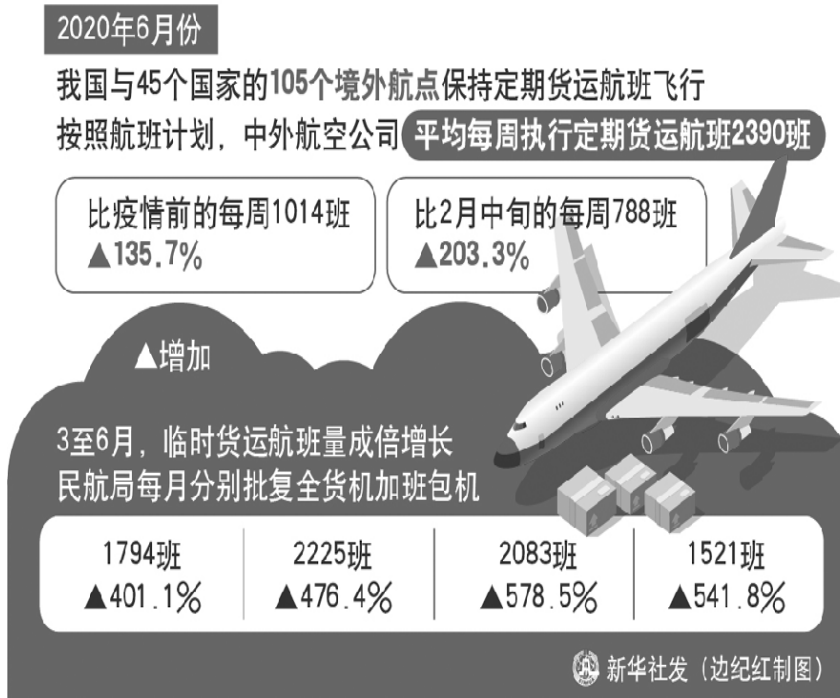 2020年6月份
我国与45个国家的105个境外航点保持定期货运航班飞行
按照航班计划，中外航空公司平均每周执行定期货运航班2390班
比疫情前的每周1014班
▲135.7%
比2月中旬的每周788班
▲203.3%
▲增加
3至6月，临时货运航班量成倍增长
民航局每月分别批复全货机加班包机
1794班
▲401.1%
2225班
▲476.4%
2083班
▲578.5%
1521班
▲541.8%
新华社发（边纪红制图）